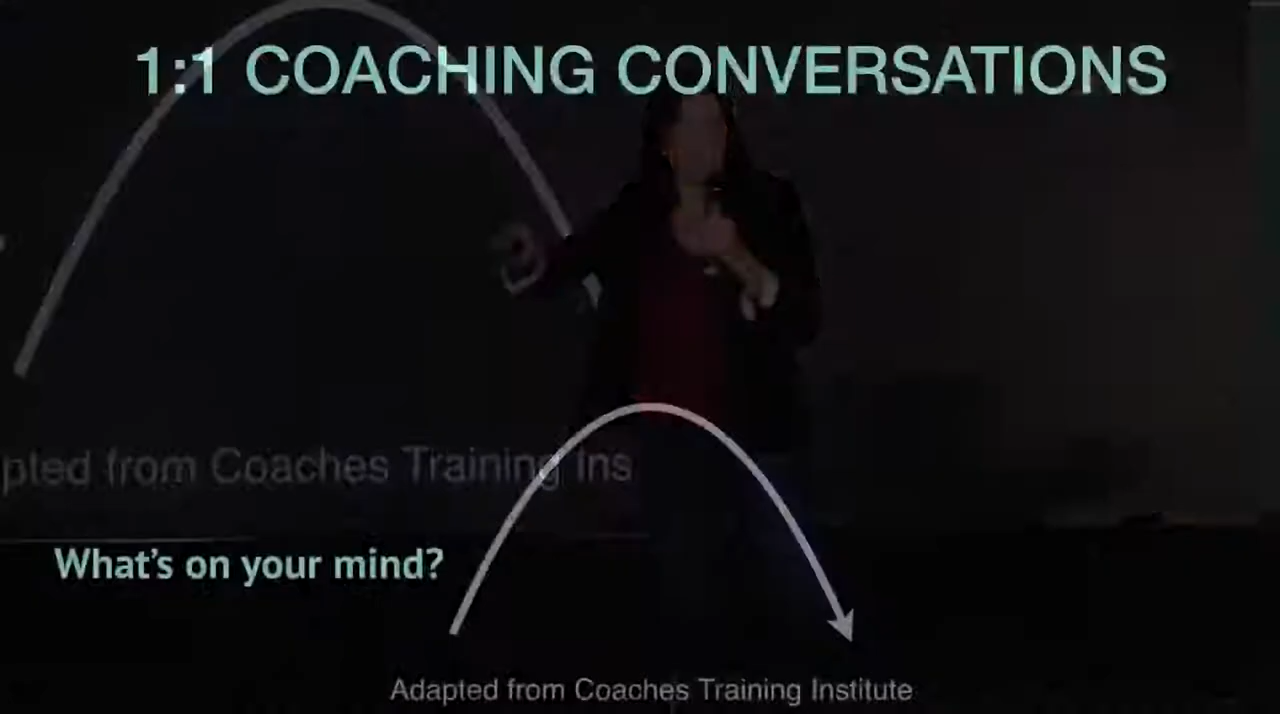 1:1 COACHING CONVERSATIONS
pted from Coaches Training Ins
What's on your mind?
Adapted from Coaches Training Institute